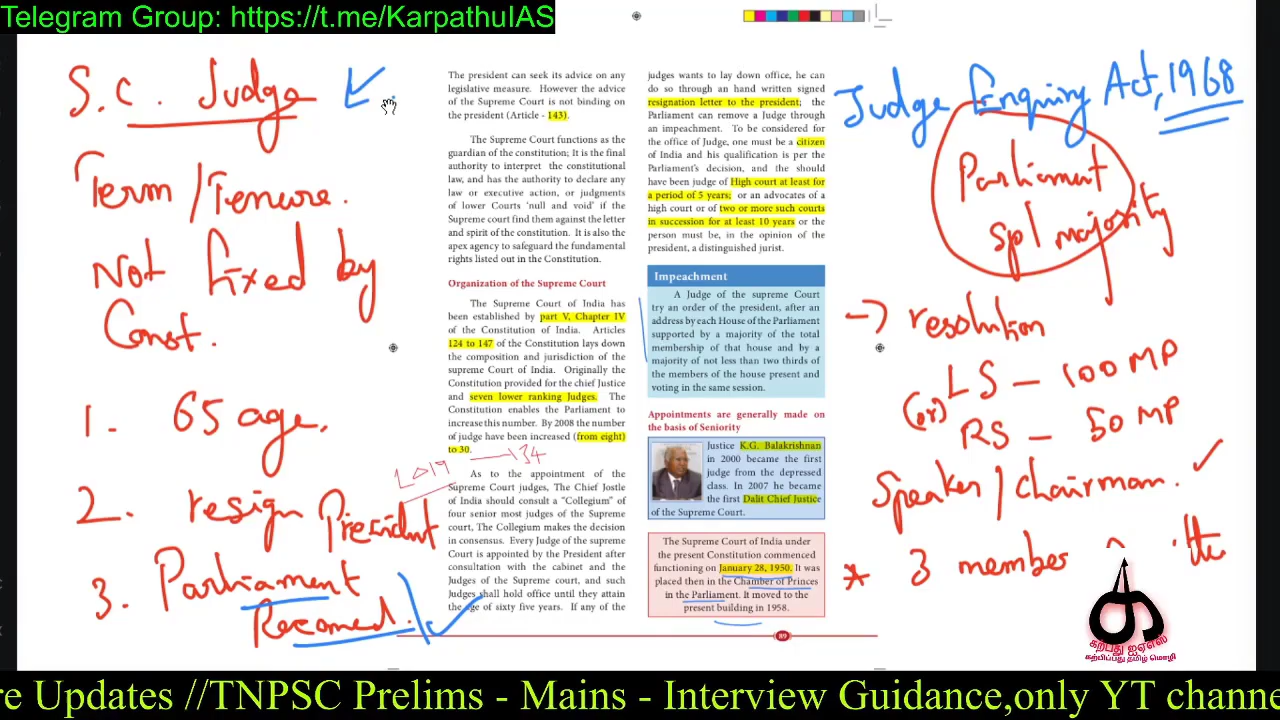 Telegram Group: https://t.me/KarpathuIAS
S.C. Judge
Term / Tenure.
Not fixed by
Const.
1. 65 age.
2. resign President
3. Parliament
Recomed.
The president can seek its advice on any
legislative measure. However the advice
of the Supreme Court is not binding on
the president (Article - 143).
The Supreme Court functions as the
guardian of the constitution; It is the final
authority to interpret the constitutional
law, and has the authority to declare any
law or executive action, or judgments
of lower Courts ‘null and void’ if the
Supreme court find them against the letter
and spirit of the constitution. It is also the
apex agency to safeguard the fundamental
rights listed out in the Constitution.
Organization of the Supreme Court
The Supreme Court of India has
been established by part V, Chapter IV
of the Constitution of India. Articles
124 to 147 of the Constitution lays down
the composition and jurisdiction of the
supreme Court of India. Originally the
Constitution provided for the chief Justice
and seven lower ranking Judges. The
Constitution enables the Parliament to
increase this number. By 2008 the number
of judge have been increased (from eight)
to 30.
2019 34
As to the appointment of the
Supreme Court judges, The Chief Jostle
of India should consult a “Collegium” of
four senior most judges of the Supreme
court, The Collegium makes the decision
in consensus. Every Judge of the supreme
Court is appointed by the President after
consultation with the cabinet and the
Judges of the Supreme court, and such
Judges shall hold office until they attain
the age of sixty five years. If any of the
judges wants to lay down office, he can
do so through an hand written signed
resignation letter to the president; the
Parliament can remove a Judge through
an impeachment. To be considered for
the office of Judge, one must be a citizen
of India and his qualification is per the
Parliament’s decision, and the should
have been judge of High court at least for
a period of 5 years; or an advocates of a
high court or of two or more such courts
in succession for at least 10 years or the
person must be, in the opinion of the
president, a distinguished jurist.
Impeachment
A Judge of the supreme Court
try an order of the president, after an
address by each House of the Parliament
supported by a majority of the total
membership of that house and by a
majority of not less than two thirds of
the members of the house present and
voting in the same session.
Appointments are generally made on
the basis of Seniority
Justice K.G. Balakrishnan
in 2000 became the first
judge from the depressed
class. In 2007 he became
the first Dalit Chief Justice
of the Supreme Court.
The Supreme Court of India under
the present Constitution commenced
functioning on January 28, 1950. It was
placed then in the Chamber of Princes
in the Parliament. It moved to the
present building in 1958.
89
Judge Enquiry Act, 1968
Parliament
spl majority
→ resolution
LS - 100 MP
(or)
RS - 50 MP
Speaker / Chairman.
* 3 member
கற்பது ஐஏஎஸ்
கற்பிப்பது தமிழ் மொழி
re Updates //TNPSC Prelims - Mains - Interview Guidance,only YT channe